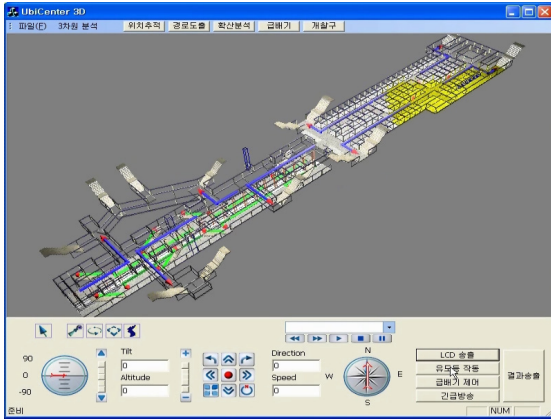 UbiCenter 3D
파일(F) 3차원 분석 위치추적 경로도출 확산분석 급배기 개찰구
90
0
-90
Tilt
0
Altitude
0
Direction
0
Speed
0
N
W E
S
LCD 송출
유도등 작동
급배기 제어
긴급방송
결과송출
준비
NUM